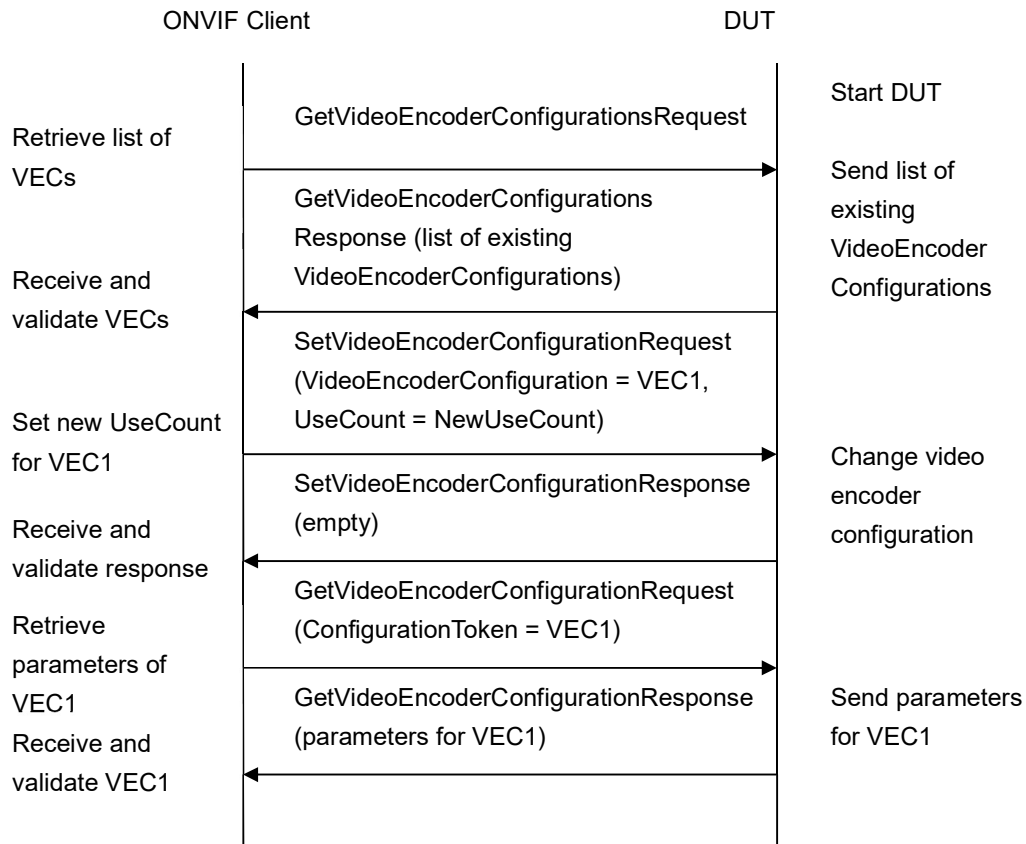 ONVIF Client
DUT
Start DUT
GetVideoEncoderConfigurationsRequest
Retrieve list of
VECs
Send list of
existing
VideoEncoder
Configurations
GetVideoEncoderConfigurations
Response (list of existing
VideoEncoderConfigurations)
Receive and
validate VECs
SetVideoEncoderConfigurationRequest
(VideoEncoderConfiguration = VEC1,
UseCount = NewUseCount)
Set new UseCount
for VEC1
Change video
encoder
configuration
SetVideoEncoderConfigurationResponse
(empty)
Receive and
validate response
GetVideoEncoderConfigurationRequest
(ConfigurationToken = VEC1)
Retrieve
parameters of
VEC1
GetVideoEncoderConfigurationResponse
(parameters for VEC1)
Send parameters
for VEC1
Receive and
validate VEC1